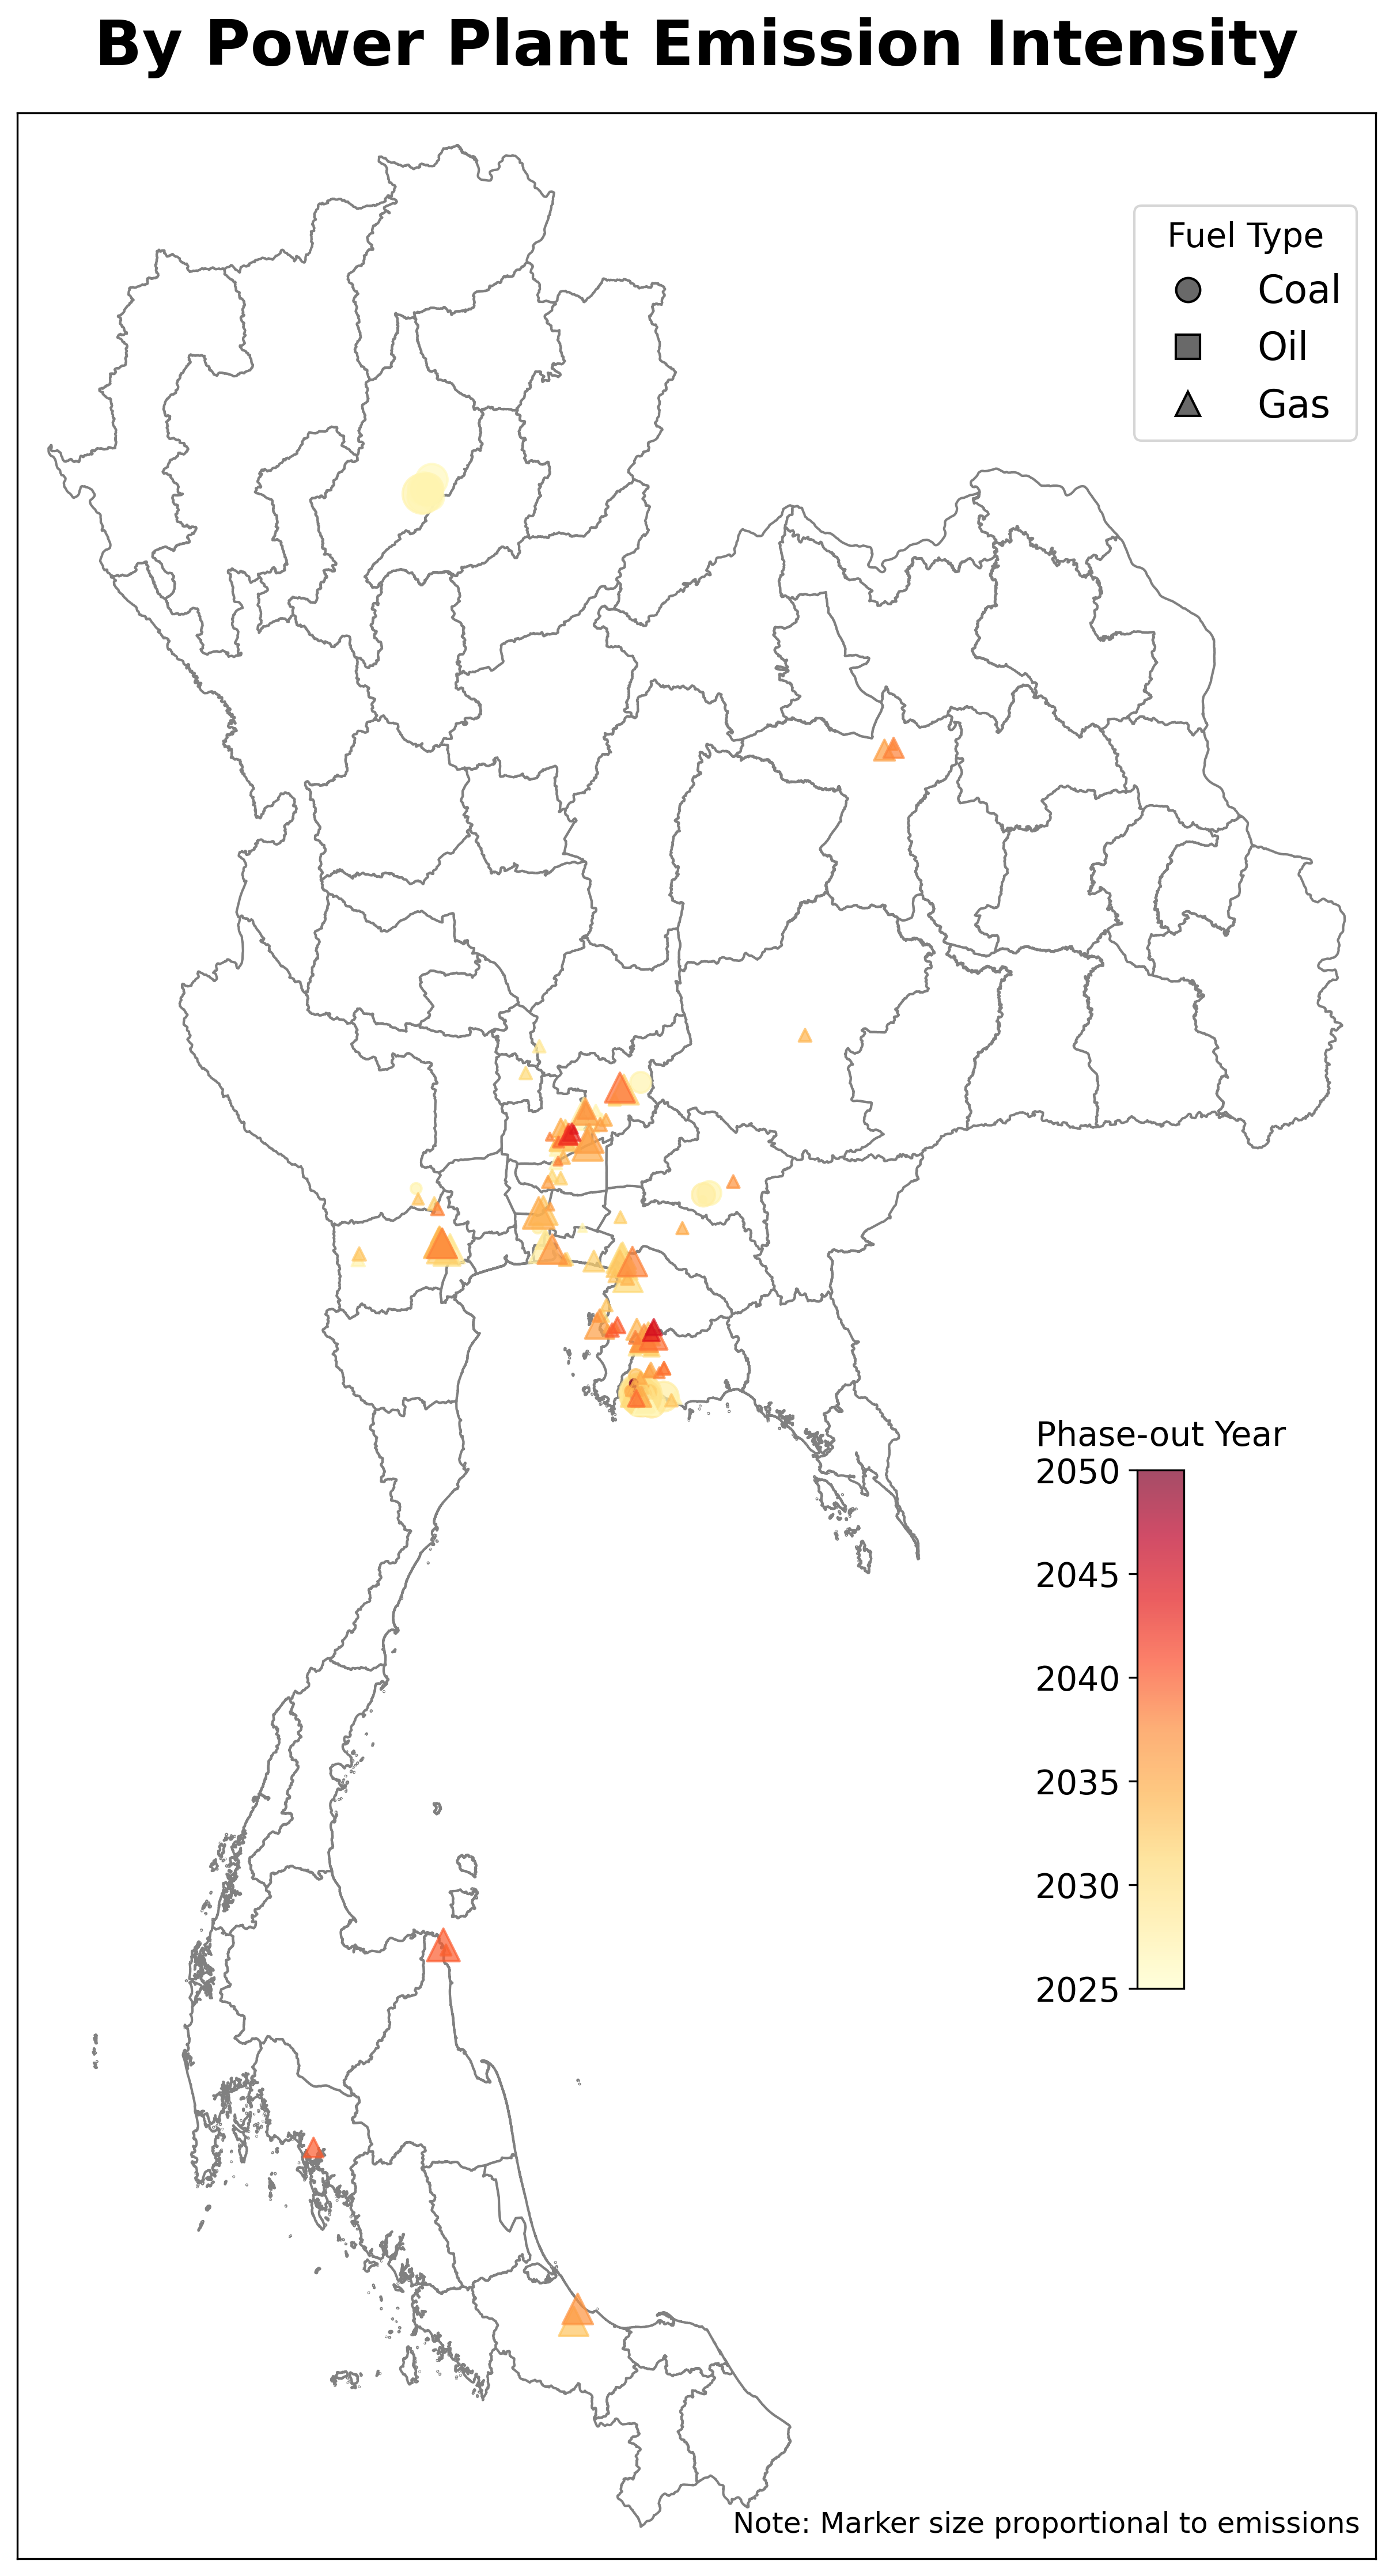 By Power Plant Emission Intensity
Fuel Type
Coal
Oil
Gas
Phase-out Year
2050
2045
2040
2035
2030
2025
Note: Marker size proportional to emissions